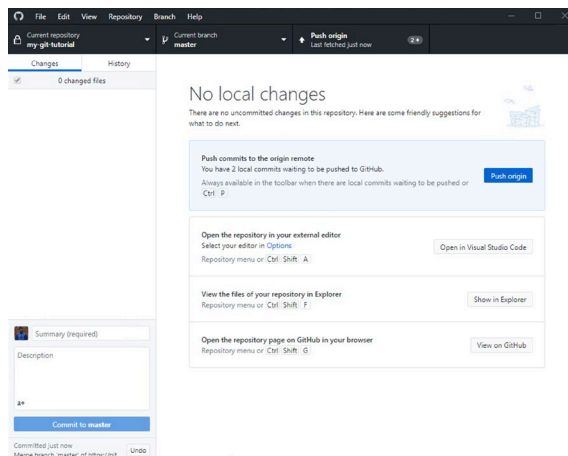 File Edit View Repository Branch Help
Current repository
my-git-tutorial
Current branch
master
Push origin
Last fetched just now
2
Changes History
0 changed files
No local changes
There are no uncommitted changes in this repository. Here are some friendly suggestions for
what to do next.
Push commits to the origin remote
You have 2 local commits waiting to be pushed to GitHub.
Always available in the toolbar when there are local commits waiting to be pushed or
Ctrl P
Push origin
Open the repository in your external editor
Select your editor in Options
Repository menu or Ctrl Shift A
Open in Visual Studio Code
View the files of your repository in Explorer
Repository menu or Ctrl Shift F
Show in Explorer
Open the repository page on GitHub in your browser
Repository menu or Ctrl Shift G
View on GitHub
Summary (required)
Description
Commit to master
Committed just now
Merge branch 'master' of https://git
Undo